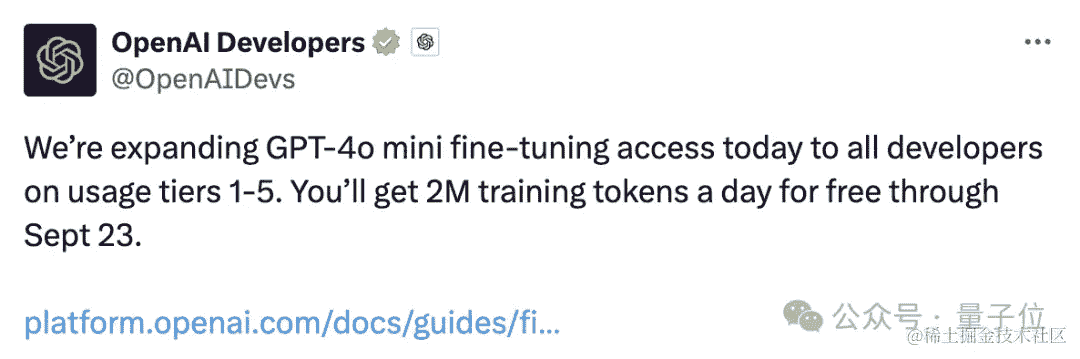 OpenAI Developers
@OpenAIDevs
We’re expanding GPT-4o mini fine-tuning access today to all developers
on usage tiers 1-5. You’ll get 2M training tokens a day for free through
Sept 23.
platform.openai.com/docs/guides/fi...
公众号 · 量子位
@稀土掘金技术社区